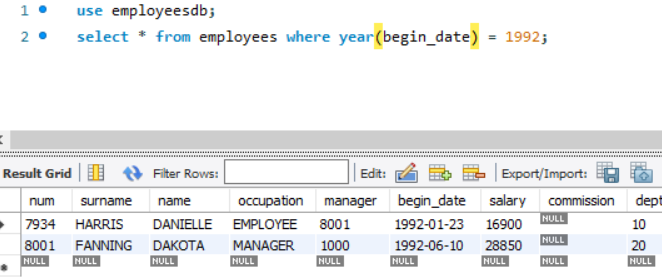 1 use employeesdb;
2 select * from employees where year(begin_date) = 1992;
Result Grid Filter Rows: Edit: Export/Import:
num surname name occupation manager begin_date salary commission dept
7934 HARRIS DANIELLE EMPLOYEE 8001 1992-01-23 16900 NULL 10
8001 FANNING DAKOTA MANAGER 1000 1992-06-10 28850 NULL 20
NULL NULL NULL NULL NULL NULL NULL NULL NULL